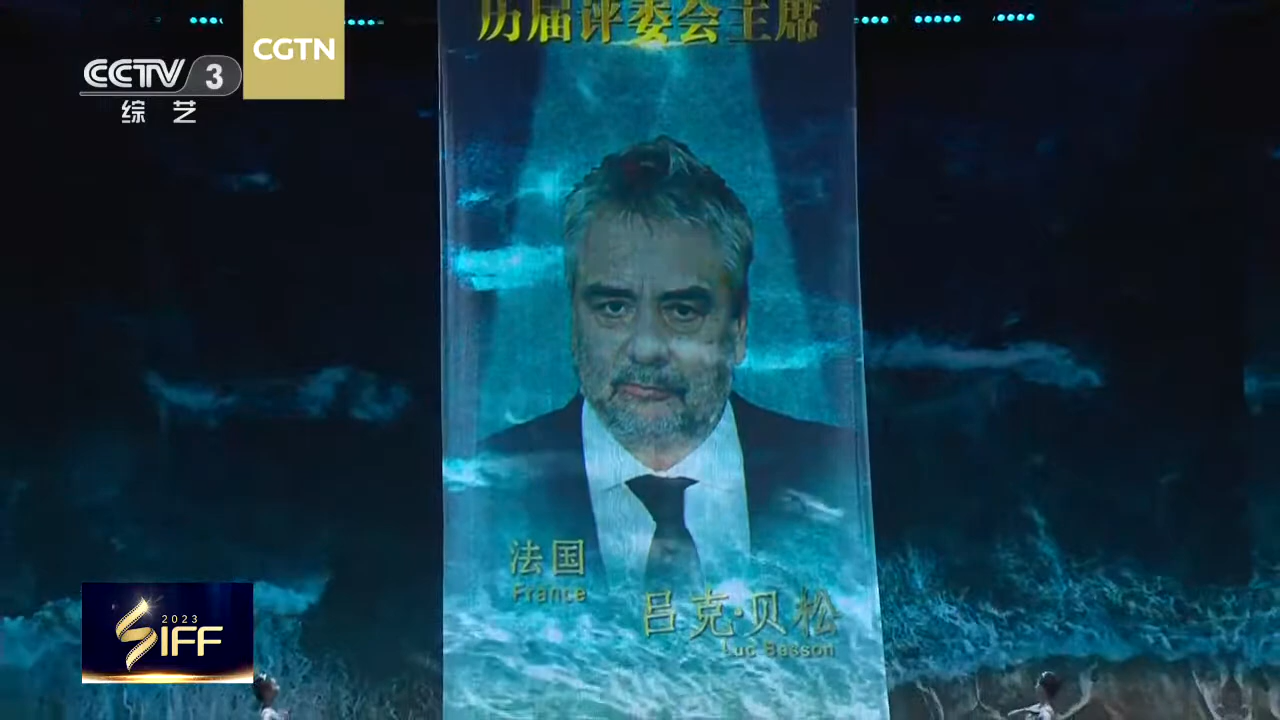 历届评委会主席
CCTV 3
综艺
CGTN
法国
France
吕克·贝松
Luc Besson
2023
SIFF